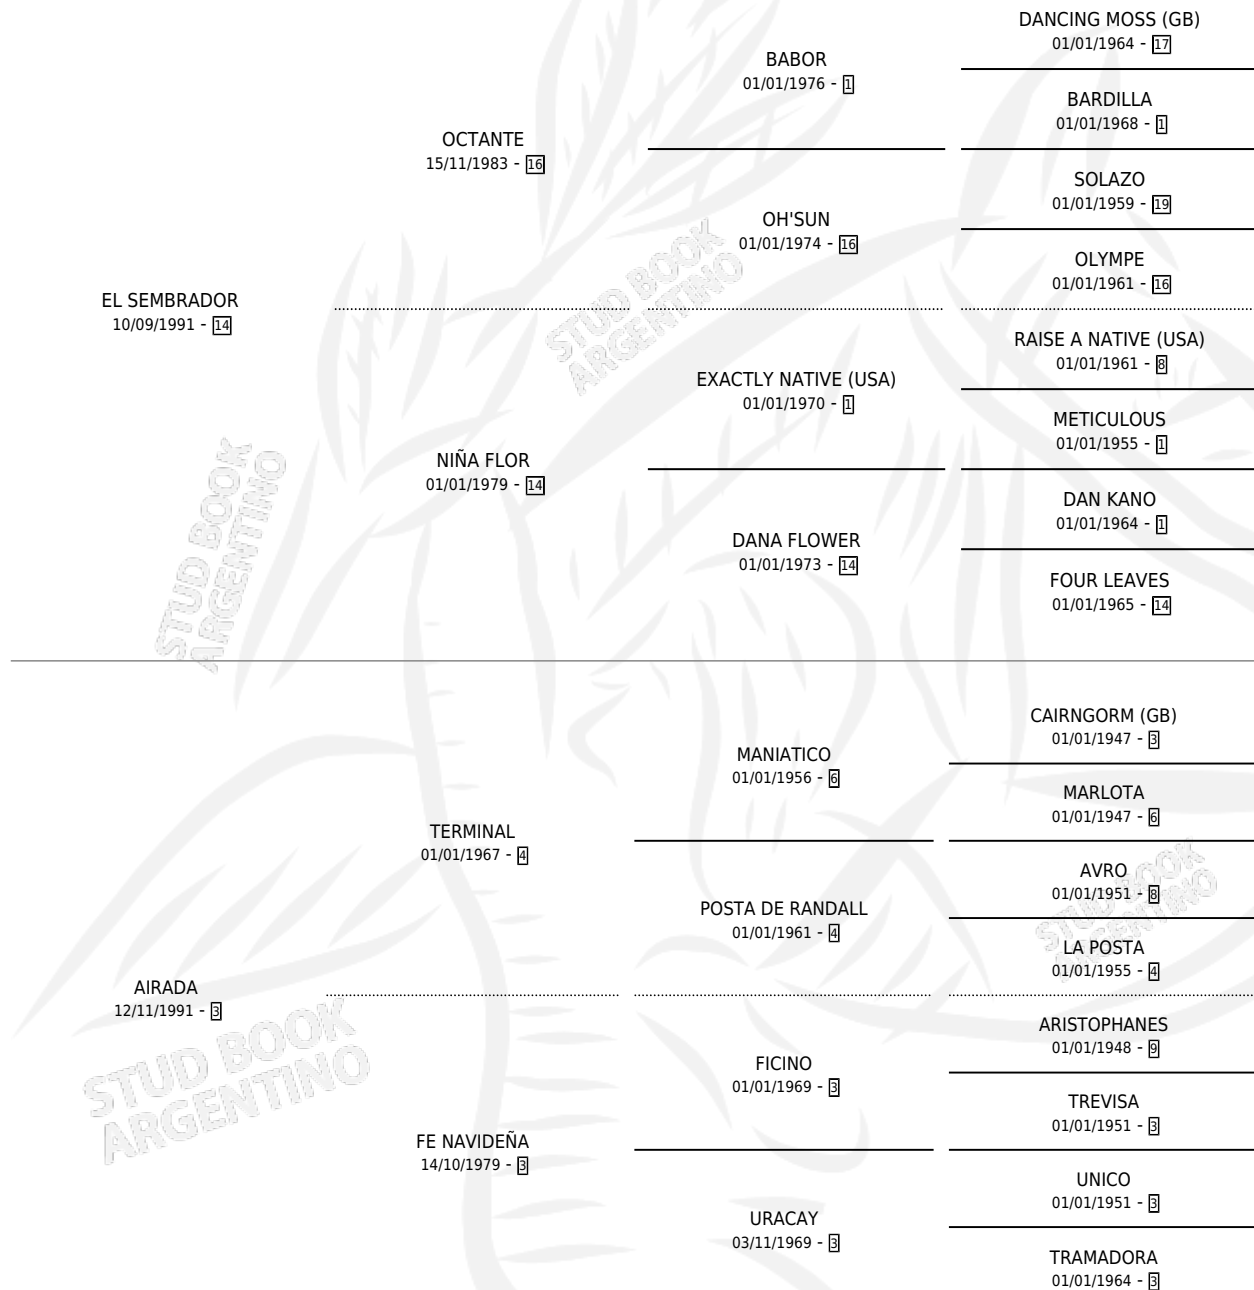 DANCING MOSS (GB)
01/01/1964 - 17
BABOR
01/01/1976 - 1
BARDILLA
01/01/1968 - 1
OCTANTE
15/11/1983 - 16
SOLAZO
01/01/1959 - 19
OH'SUN
01/01/1974 - 16
OLYMPE
01/01/1961 - 16
EL SEMBRADOR
10/09/1991 - 14
RAISE A NATIVE (USA)
01/01/1961 - 8
EXACTLY NATIVE (USA)
01/01/1970 - 1
METICULOUS
01/01/1955 - 1
NIÑA FLOR
01/01/1979 - 14
DAN KANO
01/01/1964 - 1
DANA FLOWER
01/01/1973 - 14
FOUR LEAVES
01/01/1965 - 14
CAIRNGORM (GB)
01/01/1947 - 3
MANIATICO
01/01/1956 - 6
MARLOTA
01/01/1947 - 6
TERMINAL
01/01/1967 - 4
AVRO
01/01/1951 - 8
POSTA DE RANDALL
01/01/1961 - 4
LA POSTA
01/01/1955 - 4
AIRADA
12/11/1991 - 3
ARISTOPHANES
01/01/1948 - 9
FICINO
01/01/1969 - 3
TREVISA
01/01/1951 - 3
FE NAVIDEÑA
14/10/1979 - 3
UNICO
01/01/1951 - 3
URACAY
03/11/1969 - 3
TRAMADORA
01/01/1964 - 3
STUD BOOK
ARGENTINO
STUD BOOK
ARGENTINO
STUD BOOK
ARGENTINO
STUD BOOK
ARGENTINO